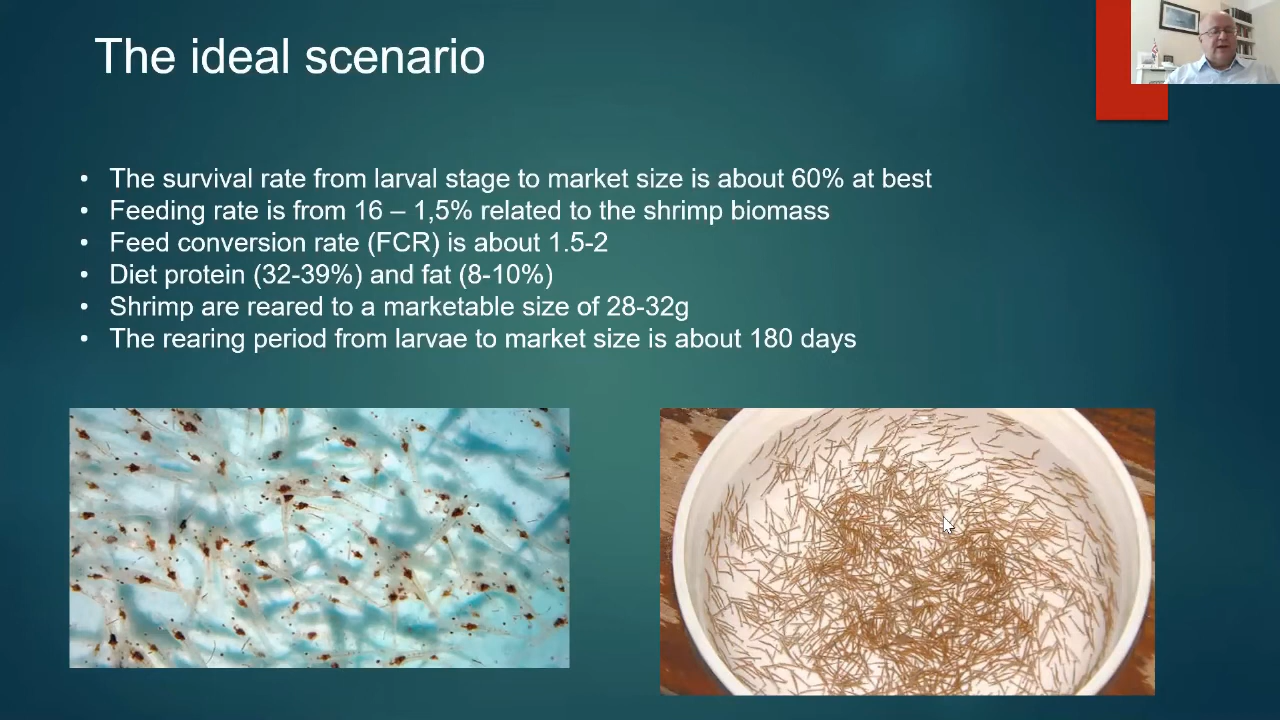 The ideal scenario
• The survival rate from larval stage to market size is about 60% at best
• Feeding rate is from 16 – 1,5% related to the shrimp biomass
• Feed conversion rate (FCR) is about 1.5-2
• Diet protein (32-39%) and fat (8-10%)
• Shrimp are reared to a marketable size of 28-32g
• The rearing period from larvae to market size is about 180 days